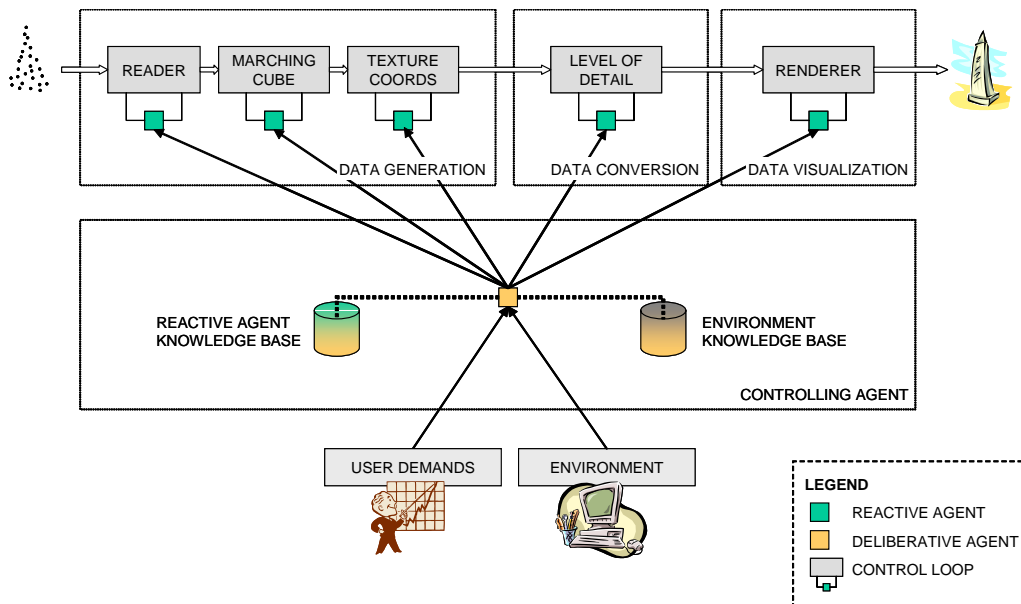 READER
MARCHING
CUBE
TEXTURE
COORDS
LEVEL OF
DETAIL
RENDERER
DATA GENERATION
DATA CONVERSION
DATA VISUALIZATION
REACTIVE AGENT
KNOWLEDGE BASE
ENVIRONMENT
KNOWLEDGE BASE
CONTROLLING AGENT
USER DEMANDS
ENVIRONMENT
LEGEND
REACTIVE AGENT
DELIBERATIVE AGENT
CONTROL LOOP